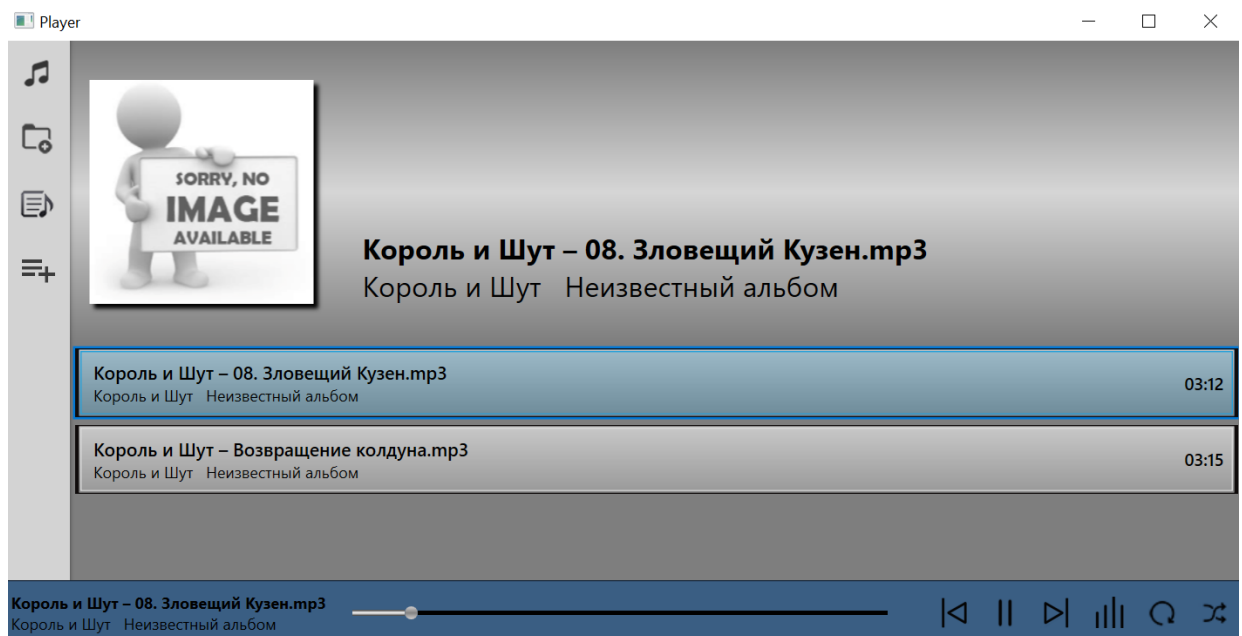 Player
SORRY, NO
IMAGE
AVAILABLE
Король и Шут – 08. Зловещий Кузен.mp3
Король и Шут Неизвестный альбом
Король и Шут – 08. Зловещий Кузен.mp3
Король и Шут Неизвестный альбом
03:12
Король и Шут – Возвращение колдуна.mp3
Король и Шут Неизвестный альбом
03:15
Король и Шут – 08. Зловещий Кузен.mp3
Король и Шут Неизвестный альбом